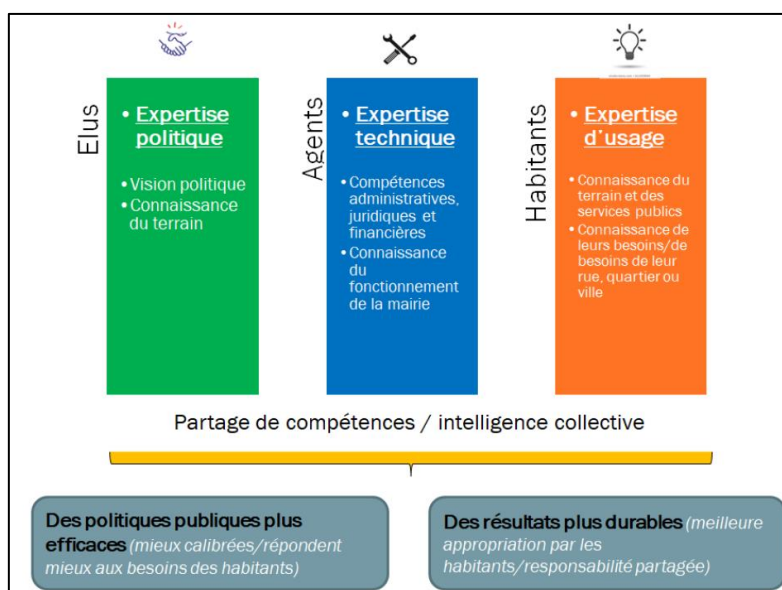 Elus
• Expertise
politique
•Vision politique
•Connaissance
du terrain
Agents
• Expertise
technique
•Compétences
administratives,
juridiques et
financières
•Connaissance
du
fonctionnement
de la mairie
Habitants
• Expertise
d'usage
•Connaissance du
terrain et des
services publics
•Connaissance de
leurs besoins/de
besoins de leur
rue, quartier ou
ville
Partage de compétences / intelligence collective
Des politiques publiques plus
efficaces (mieux calibrées/répondent
mieux aux besoins des habitants)
Des résultats plus durables (meilleure
appropriation par les
habitants/responsabilité partagée)